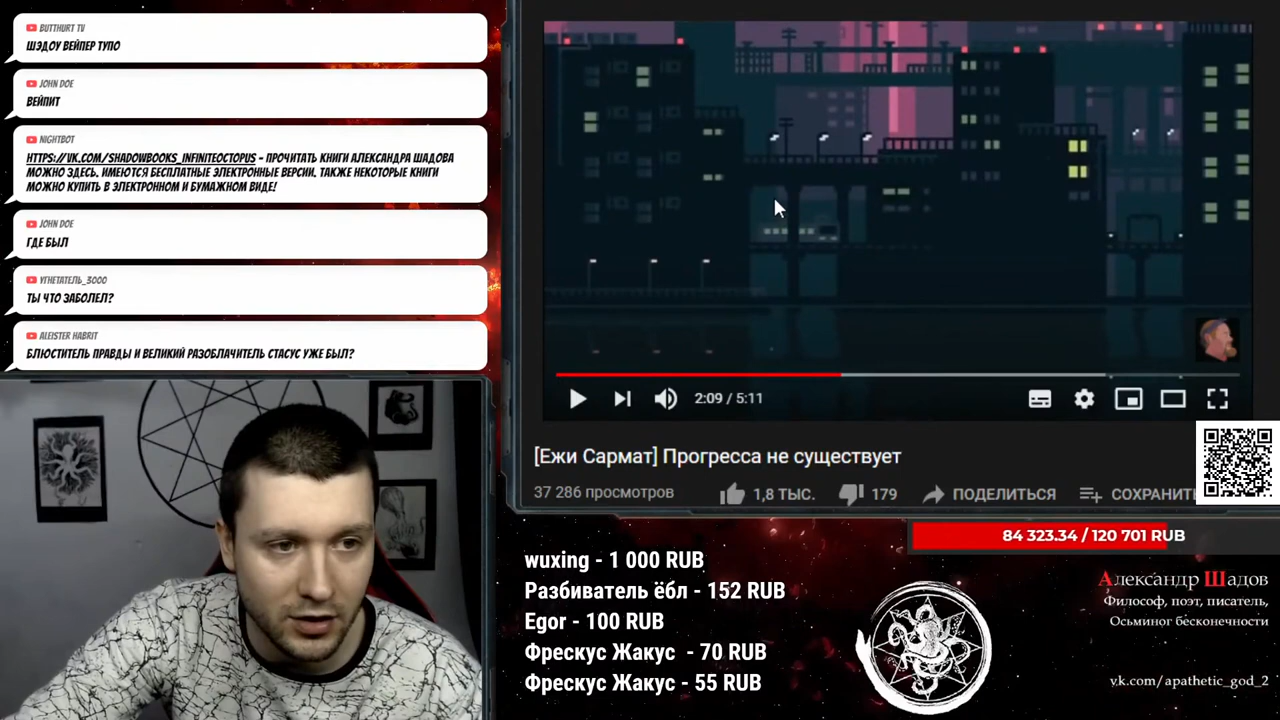 BUTTHURT TV
ШЭДОУ ВЕЙПЕР ТУПО
JOHN DOE
ВЕЙПИТ
NIGHTBOT
HTTPS://VK.COM/SHADOWBOOKS_INFINITEOCTOPUS - ПРОЧИТАТЬ КНИГИ АЛЕКСАНДРА ШАДОВА
МОЖНО ЗДЕСЬ. ИМЕЮТСЯ БЕСПЛАТНЫЕ ЭЛЕКТРОННЫЕ ВЕРСИИ. ТАКЖЕ НЕКОТОРЫЕ КНИГИ
МОЖНО КУПИТЬ В ЭЛЕКТРОННОМ И БУМАЖНОМ ВИДЕ!
JOHN DOE
ГДЕ БЫЛ
УГНЕТАТЕЛЬ_3000
ТЫ ЧТО ЗАБОЛЕЛ?
ALEISTER HABRIT
БЛЮСТИТЕЛЬ ПРАВДЫ И ВЕЛИКИЙ РАЗОБЛАЧИТЕЛЬ СТАСУС УЖЕ БЫЛ?
2:09 / 5:11
[Ежи Сармат] Прогресса не существует
37 286 просмотров
1,8 ТЫС.
179
ПОДЕЛИТЬСЯ
СОХРАНИТЬ
84 323.34 / 120 701 RUB
wuxing - 1 000 RUB
Разбиватель ёбл - 152 RUB
Egor - 100 RUB
Фрескус Жакус - 70 RUB
Фрескус Жакус - 55 RUB
Александр Шадов
Философ, поэт, писатель,
Осьминог бесконечности
vk.com/apathetic_god_2